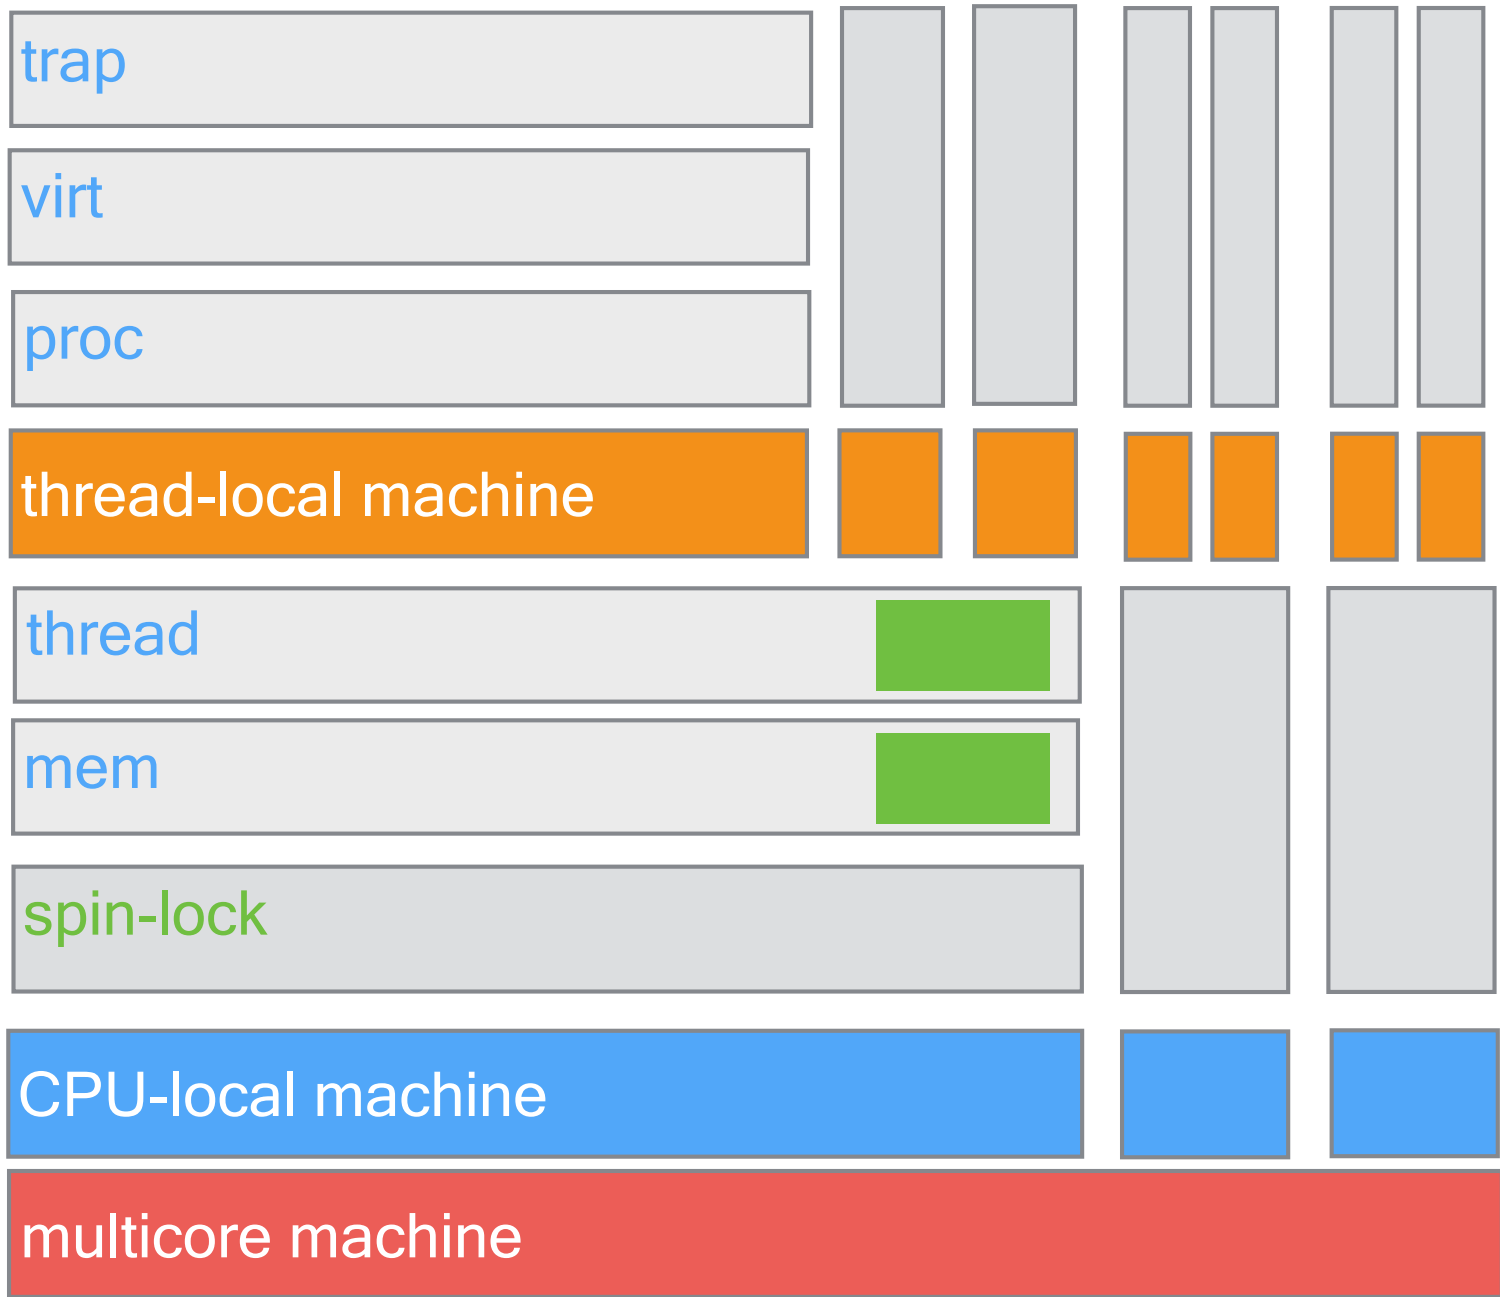 trap
virt
proc
thread-local machine
thread
mem
spin-lock
CPU-local machine
multicore machine